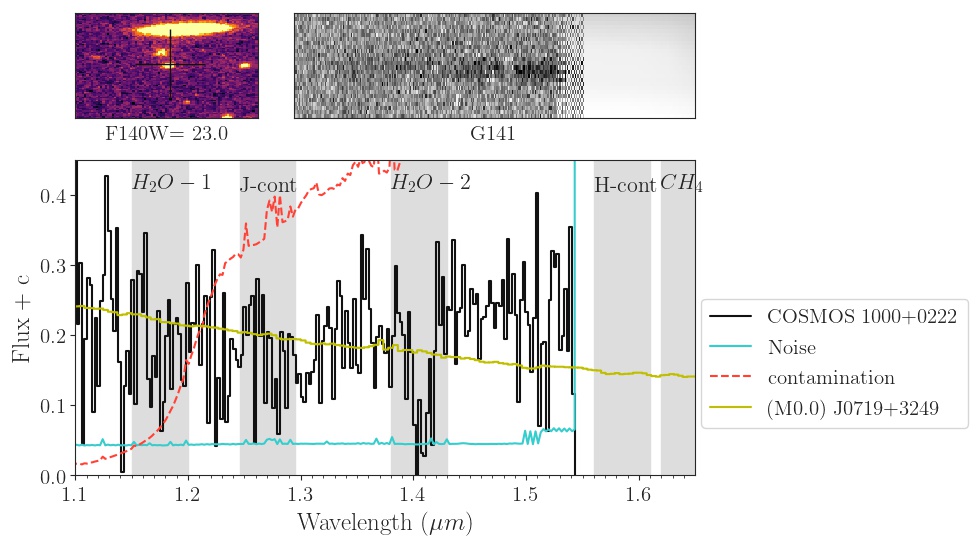 F140W= 23.0
G141
H₂O − 1
J-cont
H₂O − 2
H-cont
CH₄
Flux + c
0.4
0.3
0.2
0.1
0.0
1.1
1.2
1.3
1.4
1.5
1.6
Wavelength (μm)
COSMOS 1000+0222
Noise
contamination
(M0.0) J0719+3249